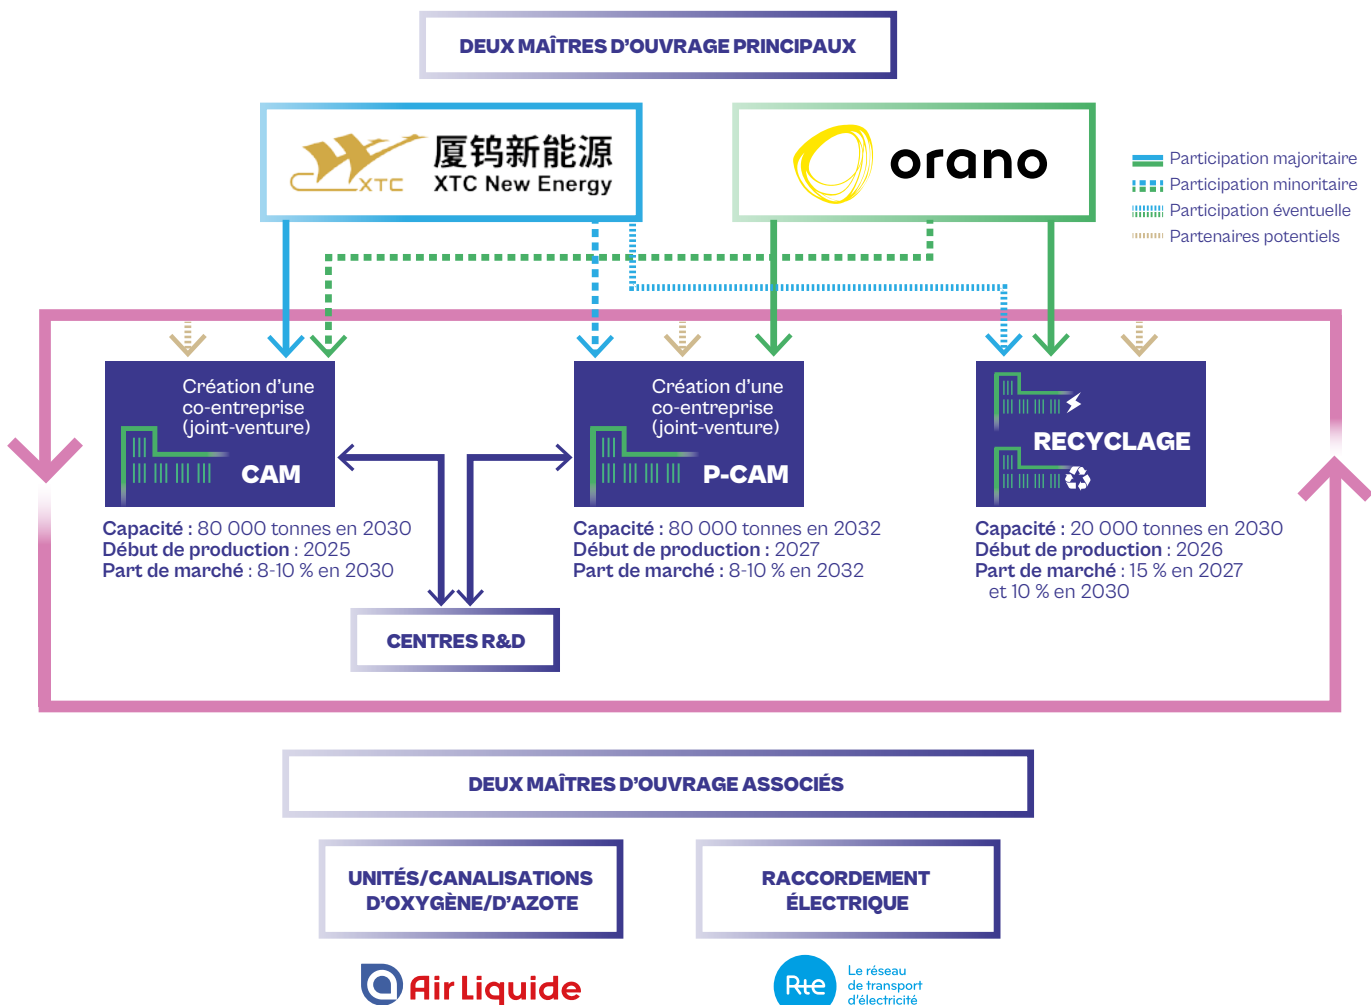 DEUX MAÎTRES D'OUVRAGE PRINCIPAUX
厦钨新能源
XTC
XTC New Energy
orano
Participation majoritaire
Participation minoritaire
Participation éventuelle
Partenaires potentiels
Création d'une
co-entreprise
(joint-venture)
CAM
Capacité : 80 000 tonnes en 2030
Début de production : 2025
Part de marché : 8-10 % en 2030
Création d'une
co-entreprise
(joint-venture)
P-CAM
Capacité : 80 000 tonnes en 2032
Début de production : 2027
Part de marché : 8-10 % en 2032
RECYCLAGE
Capacité : 20 000 tonnes en 2030
Début de production : 2026
Part de marché : 15 % en 2027
et 10 % en 2030
CENTRES R&D
DEUX MAÎTRES D'OUVRAGE ASSOCIÉS
UNITÉS/CANALISATIONS
D'OXYGÈNE/D'AZOTE
Air Liquide
RACCORDEMENT
ÉLECTRIQUE
Rte
Le réseau
de transport
d'électricité